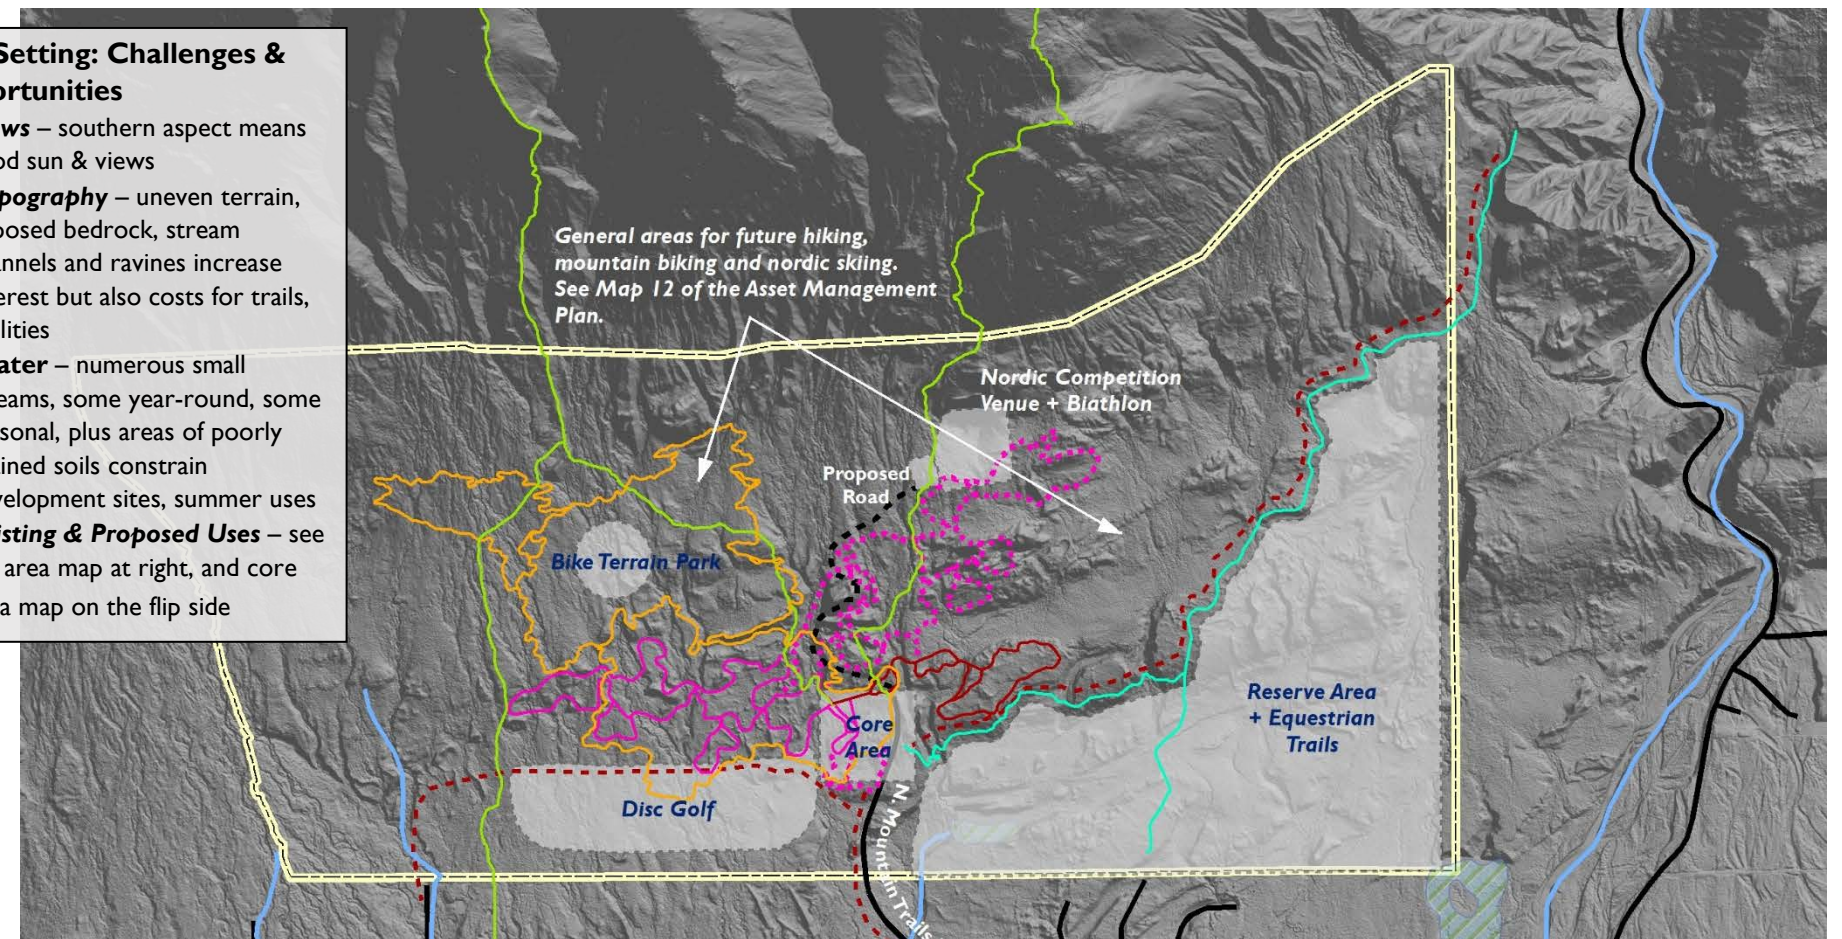 Setting: Challenges &
ortunities
ws – southern aspect means
od sun & views
pography – uneven terrain,
posed bedrock, stream
annels and ravines increase
erest but also costs for trails,
ilities
ater – numerous small
eams, some year-round, some
sonal, plus areas of poorly
ined soils constrain
velopment sites, summer uses
isting & Proposed Uses – see
area map at right, and core
a map on the flip side
General areas for future hiking,
mountain biking and nordic skiing.
See Map 12 of the Asset Management
Plan.
Nordic Competition
Venue + Biathlon
Proposed
Road
Bike Terrain Park
Reserve Area
+ Equestrian
Trails
Core
Area
Disc Golf
N. Mountain Trails